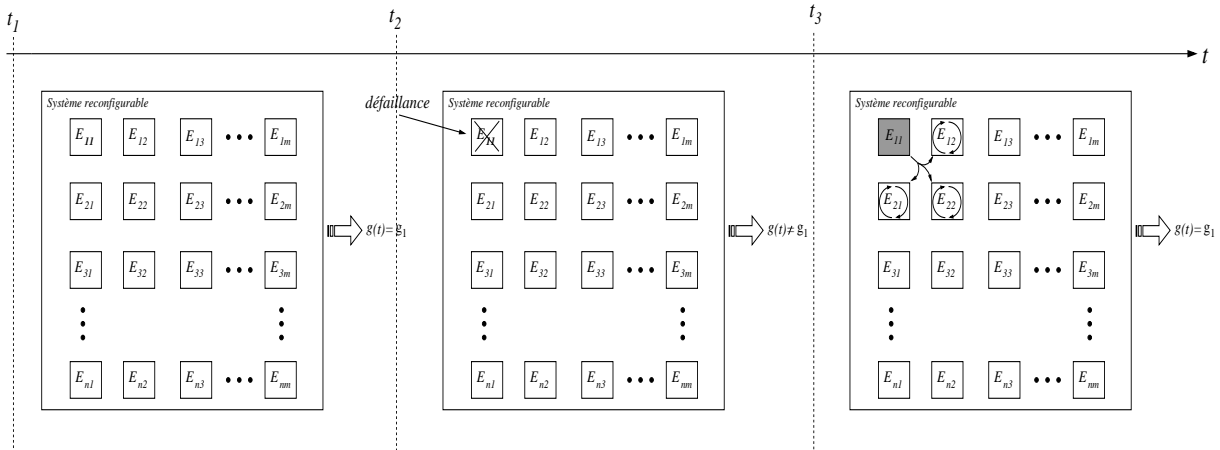 t1 t2 t3
t
Système reconfigurable
E11 E12 E13 ••• E1m
E21 E22 E23 ••• E2m
E31 E32 E33 ••• E3m
En1 En2 En3 ••• Enm
g(t)= g1
défaillance
Système reconfigurable
E11 E12 E13 ••• E1m
E21 E22 E23 ••• E2m
E31 E32 E33 ••• E3m
En1 En2 En3 ••• Enm
g(t)≠ g1
Système reconfigurable
E11 E12 E13 ••• E1m
E21 E22 E23 ••• E2m
E31 E32 E33 ••• E3m
En1 En2 En3 ••• Enm
g(t)= g1